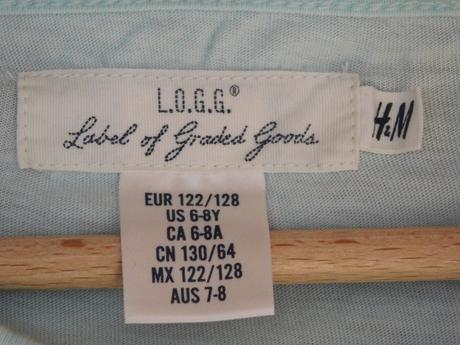 L.O.G.G.®
Label of Graded Goods
H&M
EUR 122/128
US 6-8Y
CA 6-8A
CN 130/64
MX 122/128
AUS 7-8